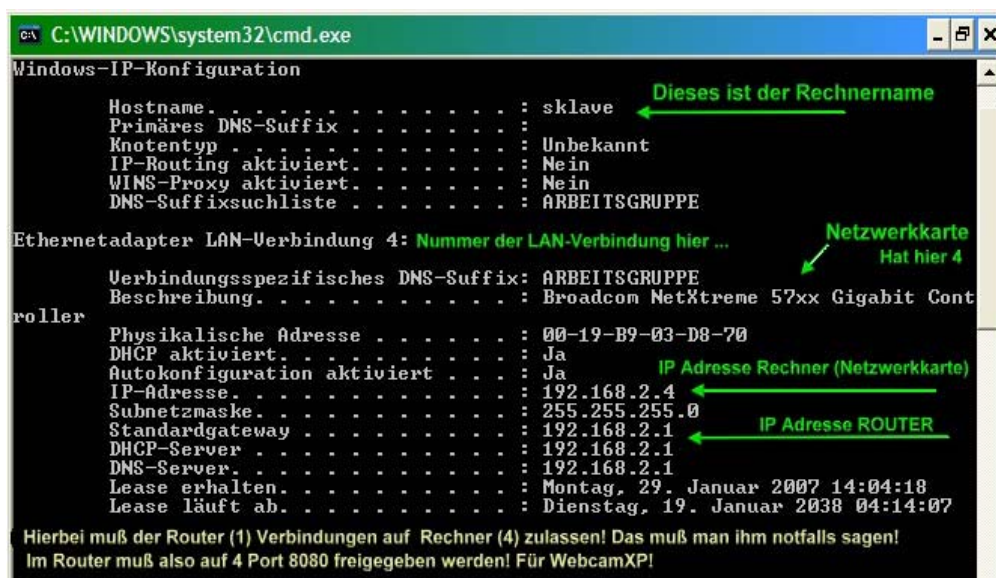 C:\WINDOWS\system32\cmd.exe
Windows-IP-Konfiguration
Dieses ist der Rechnername
Hostname. . . . . . . . . . . . . : sklave
Primäres DNS-Suffix . . . . . . . :
Knotentyp . . . . . . . . . . . . : Unbekannt
IP-Routing aktiviert. . . . . . . : Nein
WINS-Proxy aktiviert. . . . . . . : Nein
DNS-Suffixsuchliste . . . . . . . : ARBEITSGRUPPE
Ethernetadapter LAN-Verbindung 4: Nummer der LAN-Verbindung hier ...
Netzwerkkarte
Hat hier 4
Verbindungsspezifisches DNS-Suffix: ARBEITSGRUPPE
Beschreibung. . . . . . . . . . . : Broadcom NetXtreme 57xx Gigabit Cont
roller
Physikalische Adresse . . . . . . : 00-19-B9-03-D8-70
DHCP aktiviert. . . . . . . . . . : Ja
Autokonfiguration aktiviert . . . : Ja
IP Adresse Rechner (Netzwerkkarte)
IP-Adresse. . . . . . . . . . . . : 192.168.2.4
Subnetzmaske. . . . . . . . . . . : 255.255.255.0
Standardgateway . . . . . . . . . : 192.168.2.1
IP Adresse ROUTER
DHCP-Server . . . . . . . . . . . : 192.168.2.1
DNS-Server. . . . . . . . . . . . : 192.168.2.1
Lease erhalten. . . . . . . . . . : Montag, 29. Januar 2007 14:04:18
Lease läuft ab. . . . . . . . . . : Dienstag, 19. Januar 2038 04:14:07
Hierbei muß der Router (1) Verbindungen auf Rechner (4) zulassen! Das muß man ihm notfalls sagen!
Im Router muß also auf 4 Port 8080 freigegeben werden! Für WebcamXP!